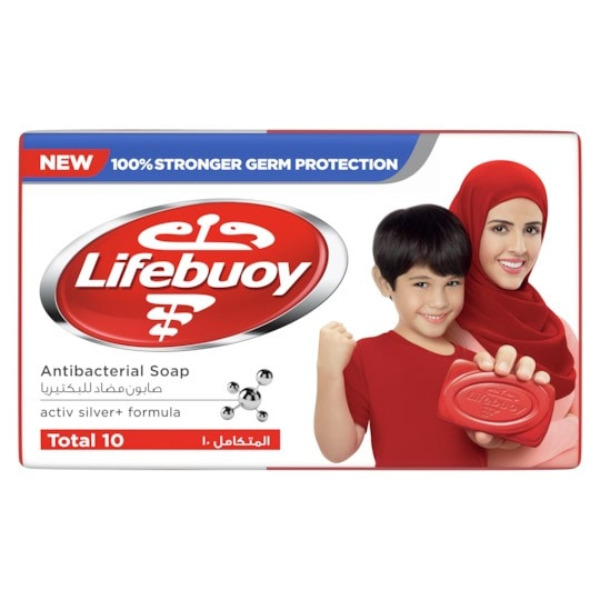 NEW 100% STRONGER GERM PROTECTION
Lifebuoy
Antibacterial Soap
صابون مضاد للبكتيريا
activ silver+ formula
Total 10 المتكامل ١٠
Lifebuoy